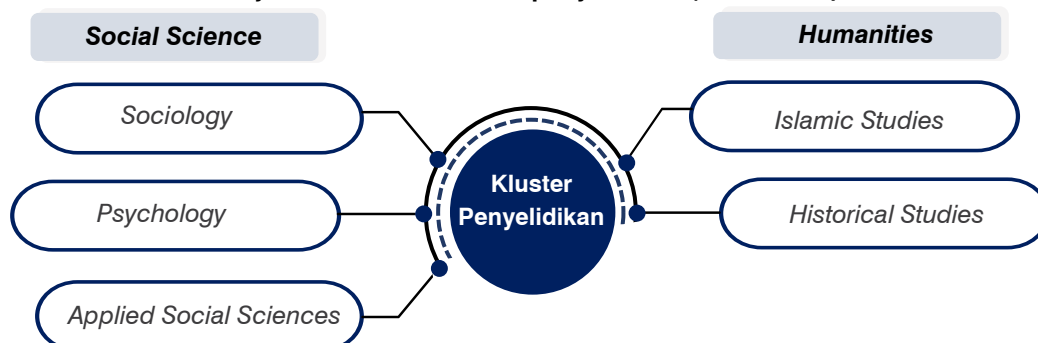 Social Science
Sociology
Psychology
Applied Social Sciences
Kluster
Penyelidikan
Humanities
Islamic Studies
Historical Studies